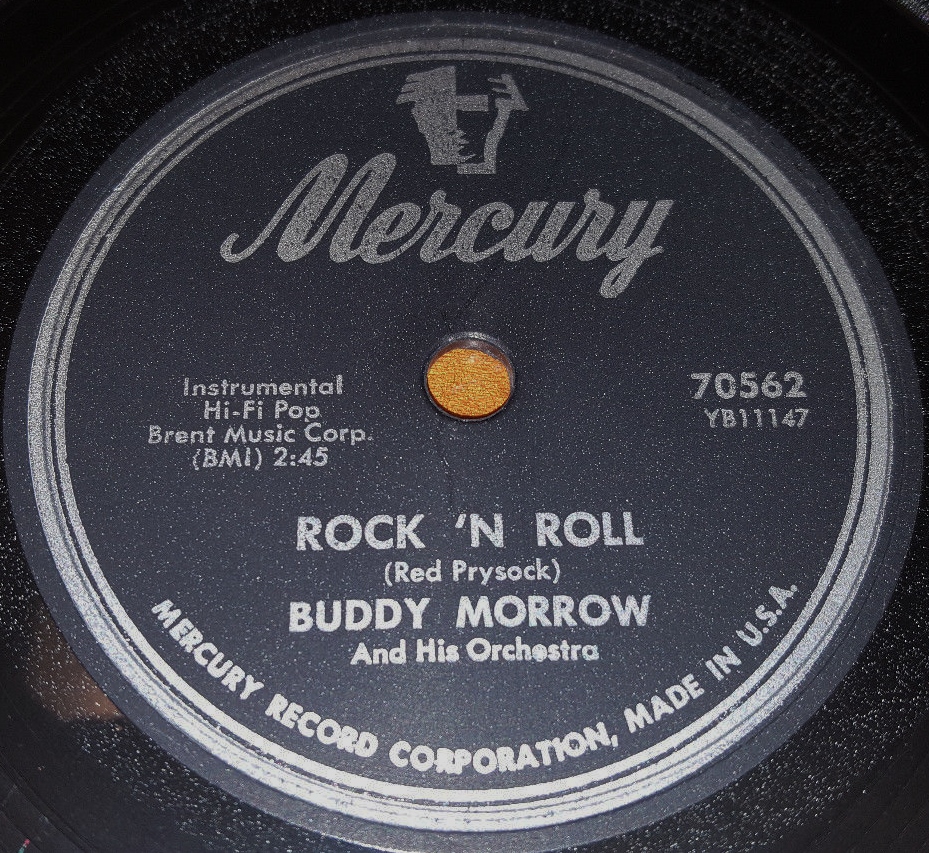 Mercury
Instrumental
Hi-Fi Pop
Brent Music Corp.
(BMI) 2:45
70562
YB11147
ROCK 'N ROLL
(Red Prysock)
BUDDY MORROW
And His Orchestra
MERCURY RECORD CORPORATION, MADE IN U.S.A.